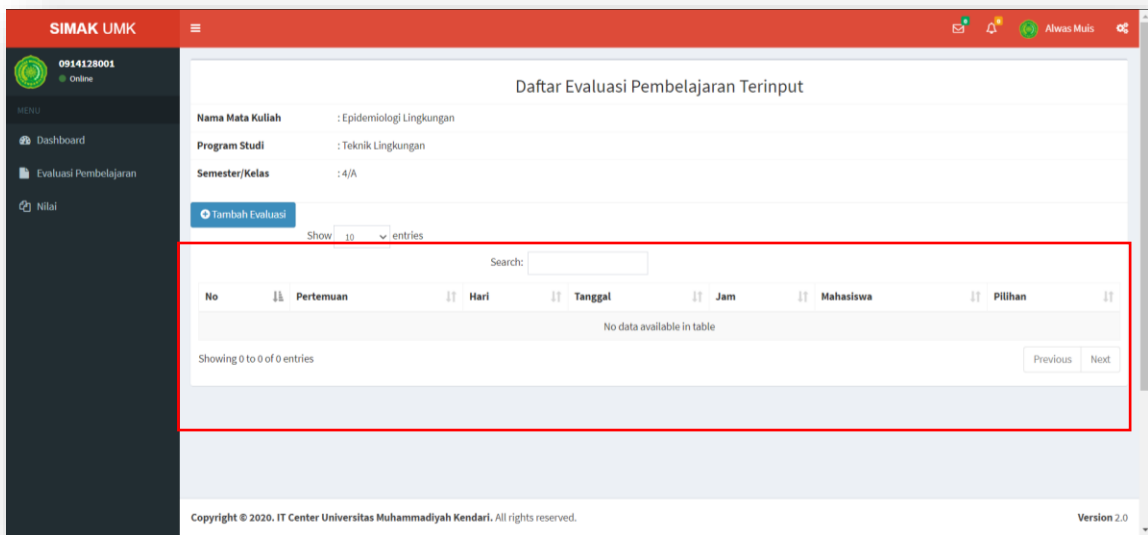 SIMAK UMK
Alwas Muis
0914128001
Online
MENU
Dashboard
Evaluasi Pembelajaran
Nilai
Daftar Evaluasi Pembelajaran Terinput
Nama Mata Kuliah : Epidemiologi Lingkungan
Program Studi : Teknik Lingkungan
Semester/Kelas : 4/A
Tambah Evaluasi
Show 10 entries
Search:
No Pertemuan Hari Tanggal Jam Mahasiswa Pilihan
No data available in table
Showing 0 to 0 of 0 entries
Previous Next
Copyright © 2020. IT Center Universitas Muhammadiyah Kendari. All rights reserved. Version 2.0